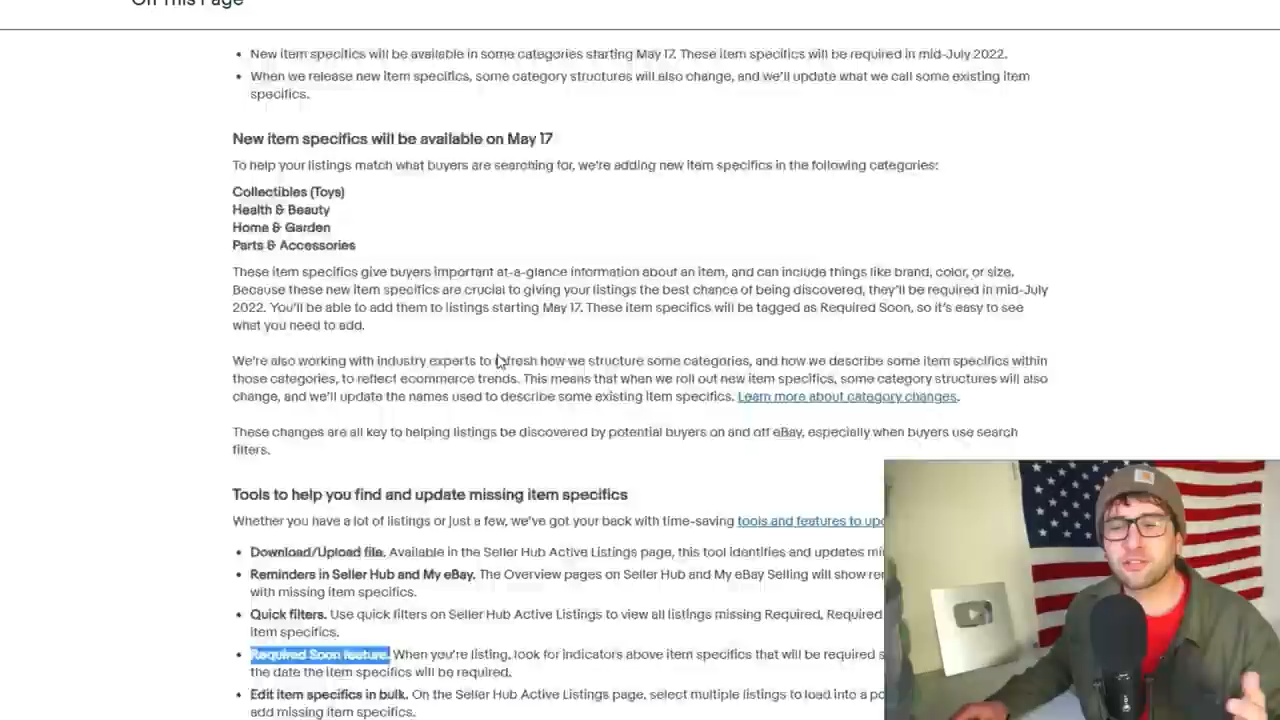 On This Page
New item specifics will be available in some categories starting May 17. These item specifics will be required in mid-July 2022.
When we release new item specifics, some category structures will also change, and we'll update what we call some existing item
specifics.
New item specifics will be available on May 17
To help your listings match what buyers are searching for, we're adding new item specifics in the following categories:
Collectibles (Toys)
Health & Beauty
Home & Garden
Parts & Accessories
These item specifics give buyers important at-a-glance information about an item, and can include things like brand, color, or size.
Because these new item specifics are crucial to giving your listings the best chance of being discovered, they'll be required in mid-July
2022. You'll be able to add them to listings starting May 17. These item specifics will be tagged as Required Soon, so it's easy to see
what you need to add.
We're also working with industry experts to refresh how we structure some categories, and how we describe some item specifics within
those categories, to reflect ecommerce trends. This means that when we roll out new item specifics, some category structures will also
change, and we'll update the names used to describe some existing item specifics. Learn more about category changes.
These changes are all key to helping listings be discovered by potential buyers on and off eBay, especially when buyers use search
filters.
Tools to help you find and update missing item specifics
Whether you have a lot of listings or just a few, we've got your back with time-saving tools and features to
Download/Upload file. Available in the Seller Hub Active Listings page, this tool identifies and updates
Reminders in Seller Hub and My eBay. The Overview pages on Seller Hub and My eBay Selling will show
with missing item specifics.
Quick filters. Use quick filters on Seller Hub Active Listings to view all listings missing Required, Required
item specifics.
Required Soon feature. When you're listing, look for indicators above item specifics that will be required
the date the item specifics will be required.
Edit item specifics in bulk. On the Seller Hub Active Listings page, select multiple listings to load into a
add missing item specifics.